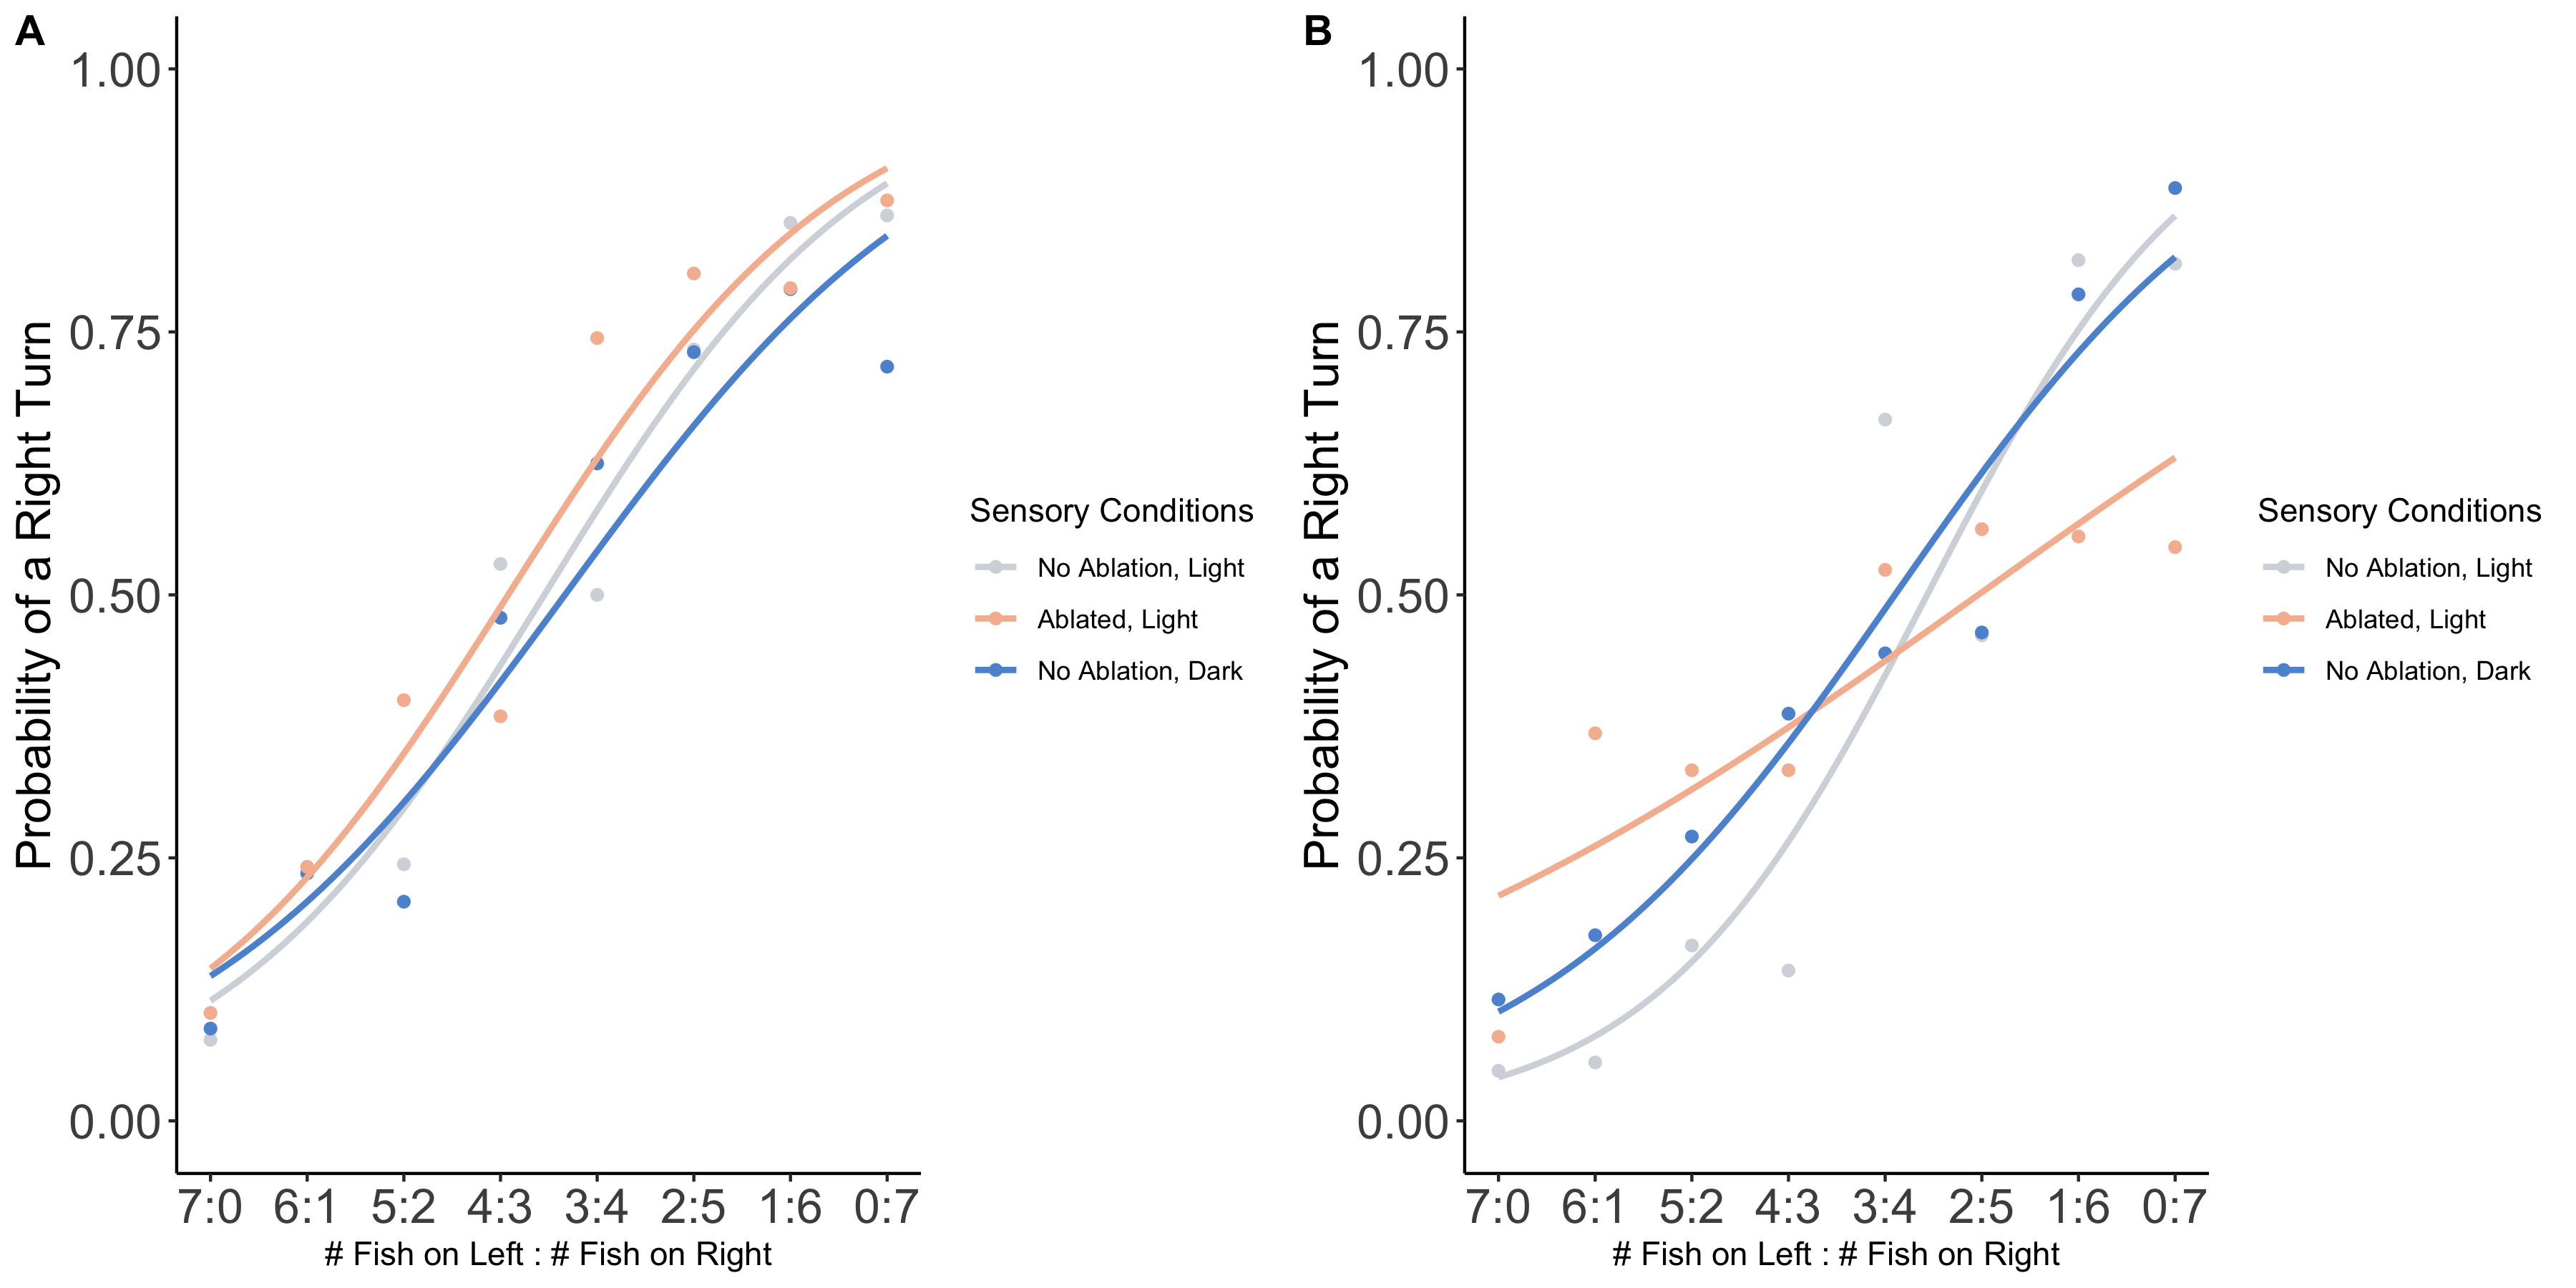 A
1.00
0.75
0.50
0.25
0.00
Probability of a Right Turn
7:0 6:1 5:2 4:3 3:4 2:5 1:6 0:7
# Fish on Left : # Fish on Right
Sensory Conditions
No Ablation, Light
Ablated, Light
No Ablation, Dark
B
1.00
0.75
0.50
0.25
0.00
Probability of a Right Turn
7:0 6:1 5:2 4:3 3:4 2:5 1:6 0:7
# Fish on Left : # Fish on Right
Sensory Conditions
No Ablation, Light
Ablated, Light
No Ablation, Dark